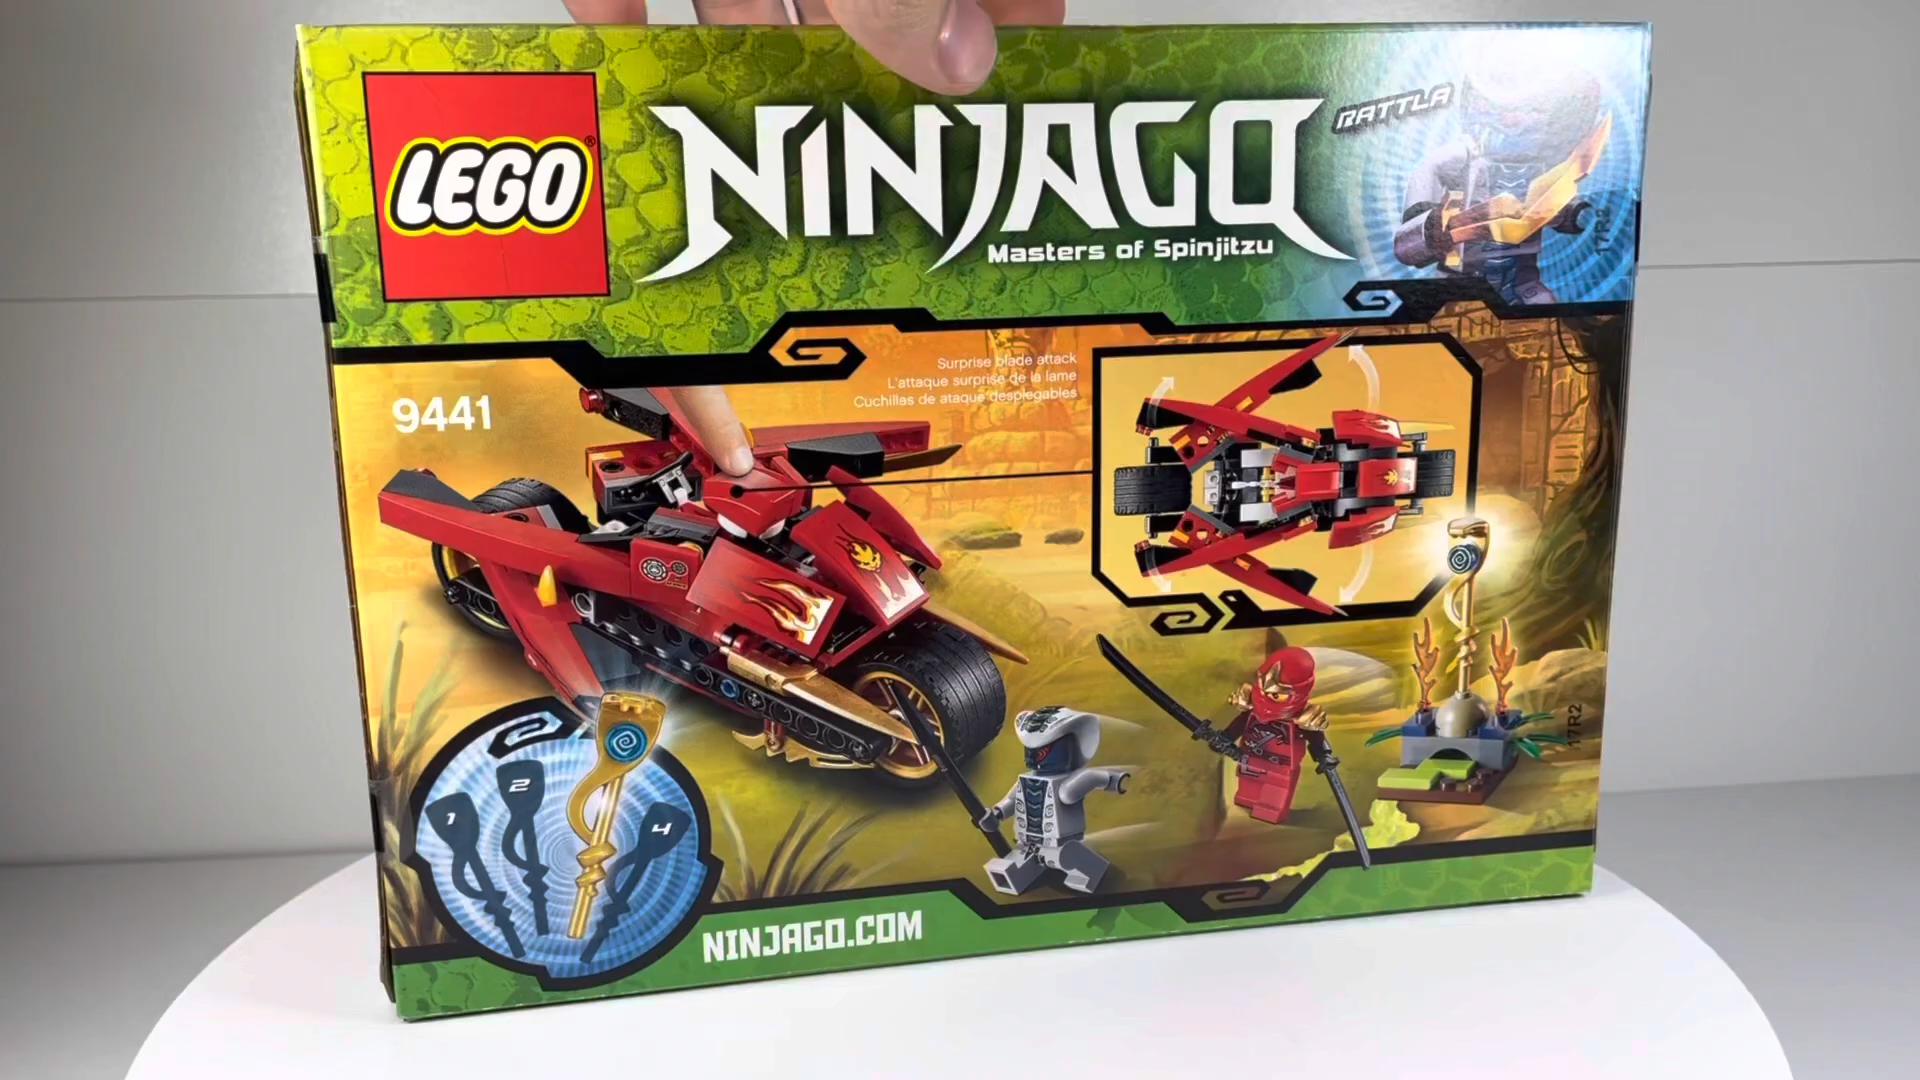 LEGO®
NINJAGO
Masters of Spinjitzu
RATTLA
17R2
9441
Surprise blade attack
L'attaque surprise de la lame
Cuchillas de ataque desplegables
17R2
1
2
4
NINJAGO.COM